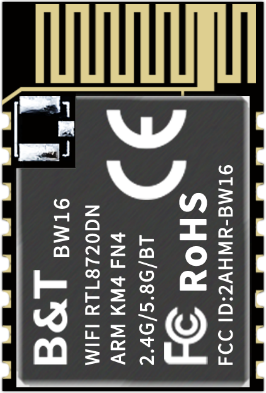 B&T BW16
WIFI RTL8720DN
ARM KM4 FN4
2.4G/5.8G/BT
FC RoHS
FCC ID:2AHMR-BW16
CE